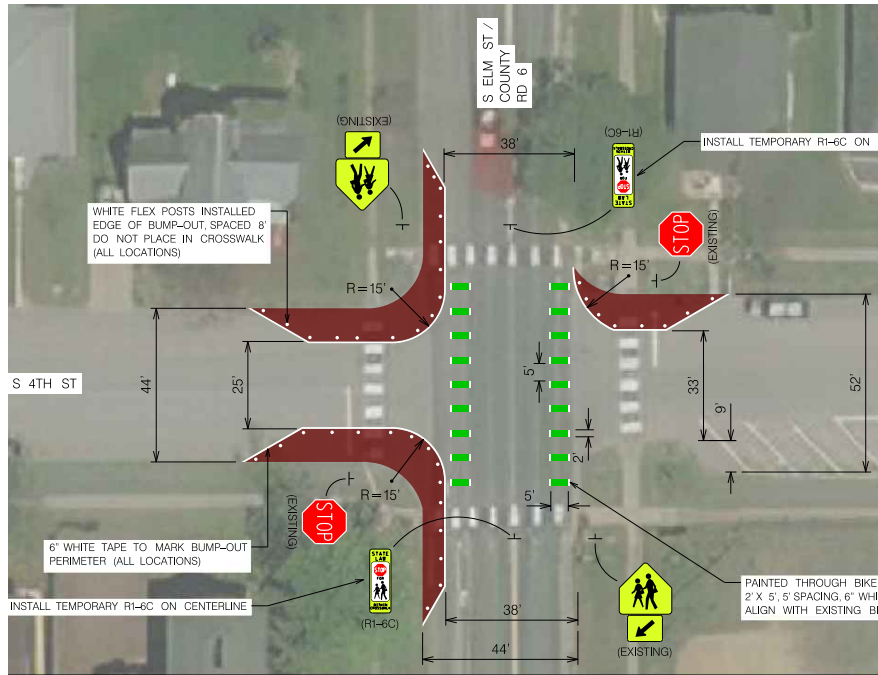 S ELM ST /
COUNTY
RD 6
(EXISTING)
38'
(R1-6C)
STATE
LAW
STOP
FOR
INSTALL TEMPORARY R1-6C ON
WHITE FLEX POSTS INSTALLED
EDGE OF BUMP-OUT, SPACED 8'
DO NOT PLACE IN CROSSWALK
(ALL LOCATIONS)
STOP
(EXISTING)
R=15'
R=15'
S 4TH ST
44'
25'
5'
33'
52'
9'
2'
5'
R=15'
(EXISTING)
STOP
6" WHITE TAPE TO MARK BUMP-OUT
PERIMETER (ALL LOCATIONS)
STATE
LAW
STOP
FOR
INSTALL TEMPORARY R1-6C ON CENTERLINE
(R1-6C)
PAINTED THROUGH BIKE
2' X 5', 5' SPACING, 6" WHI
ALIGN WITH EXISTING BI
38'
(EXISTING)
44'